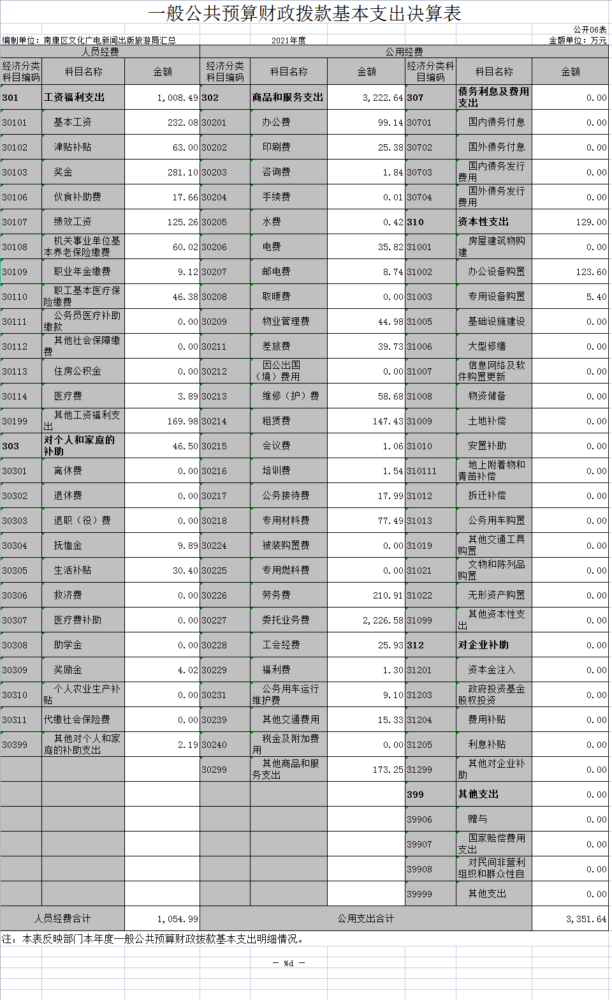 一般公共预算财政拨款基本支出决算表
公开06表
编制单位：南康区文化广电新闻出版旅游局汇总 2021年度 金额单位：万元
人员经费 公用经费
经济分类科目编码 科目名称 金额 经济分类科目编码 科目名称 金额 经济分类科目编码 科目名称 金额
301 工资福利支出 1,008.49 302 商品和服务支出 3,222.64 307 债务利息及费用支出 0.00
30101 基本工资 232.08 30201 办公费 99.14 30701 国内债务付息 0.00
30102 津贴补贴 63.00 30202 印刷费 25.38 30702 国外债务付息 0.00
30103 奖金 281.10 30203 咨询费 1.84 30703 国内债务发行费用 0.00
30106 伙食补助费 17.66 30204 手续费 0.01 30704 国外债务发行费用 0.00
30107 绩效工资 125.26 30205 水费 0.42 310 资本性支出 129.00
30108 机关事业单位基本养老保险缴费 60.02 30206 电费 35.82 31001 房屋建筑物购建 0.00
30109 职业年金缴费 9.12 30207 邮电费 8.74 31002 办公设备购置 123.60
30110 职工基本医疗保险缴费 46.38 30208 取暖费 0.00 31003 专用设备购置 5.40
30111 公务员医疗补助缴款 0.00 30209 物业管理费 44.98 31005 基础设施建设 0.00
30112 其他社会保障缴费 0.00 30211 差旅费 39.73 31006 大型修缮 0.00
30113 住房公积金 0.00 30212 因公出国（境）费用 0.00 31007 信息网络及软件购置更新 0.00
30114 医疗费 3.89 30213 维修（护）费 58.68 31008 物资储备 0.00
30199 其他工资福利支出 169.98 30214 租赁费 147.43 31009 土地补偿 0.00
303 对个人和家庭的补助 46.50 30215 会议费 1.06 31010 安置补助 0.00
30301 离休费 0.00 30216 培训费 1.54 310111 地上附着物和青苗补偿 0.00
30302 退休费 0.00 30217 公务接待费 17.99 31012 拆迁补偿 0.00
30303 退职（役）费 0.00 30218 专用材料费 77.49 31013 公务用车购置 0.00
30304 抚恤金 9.89 30224 被装购置费 0.00 31019 其他交通工具购置 0.00
30305 生活补贴 30.40 30225 专用燃料费 0.00 31021 文物和陈列品购置 0.00
30306 救济费 0.00 30226 劳务费 210.91 31022 无形资产购置 0.00
30307 医疗费补助 0.00 30227 委托业务费 2,226.58 31099 其他资本性支出 0.00
30308 助学金 0.00 30228 工会经费 25.93 312 对企业补助 0.00
30309 奖励金 4.02 30229 福利费 1.30 31201 资本金注入 0.00
30310 个人农业生产补贴 0.00 30231 公务用车运行维护费 9.10 31203 政府投资基金股权投资 0.00
30311 代缴社会保险费 0.00 30239 其他交通费用 15.33 31204 费用补贴 0.00
30399 其他对个人和家庭的补助支出 2.19 30240 税金及附加费用 0.00 31205 利息补贴 0.00
30299 其他商品和服务支出 173.25 31299 其他对企业补助 0.00
399 其他支出 0.00
39906 赠与 0.00
39907 国家赔偿费用支出 0.00
39908 对民间非营利组织和群众性自 0.00
39999 其他支出 0.00
人员经费合计 1,054.99 公用支出合计 3,351.64
注：本表反映部门本年度一般公共预算财政拨款基本支出明细情况。
— %d —